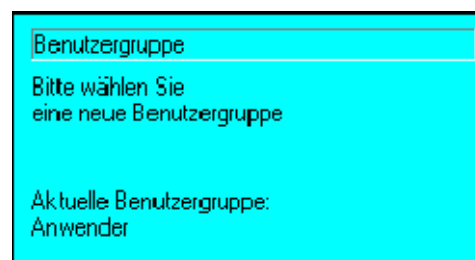 Benutzergruppe
Bitte wählen Sie
eine neue Benutzergruppe
Aktuelle Benutzergruppe:
Anwender